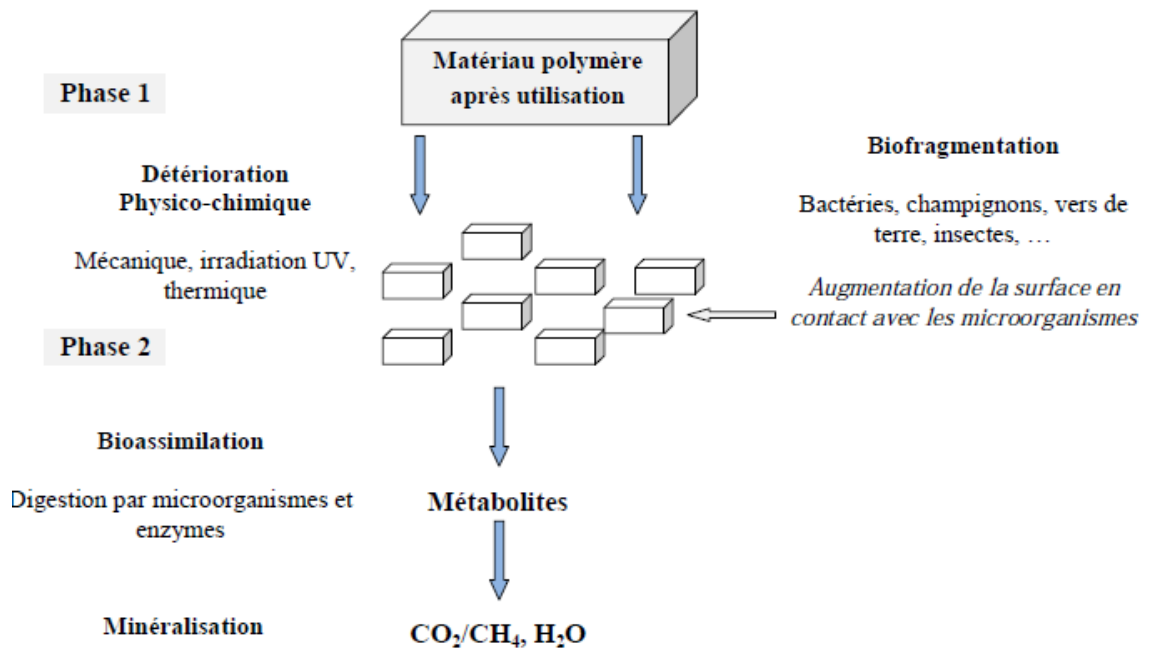 Matériau polymère
après utilisation
Phase 1
Détérioration
Physico-chimique
Mécanique, irradiation UV,
thermique
Biofragmentation
Bactéries, champignons, vers de
terre, insectes, …
Augmentation de la surface en
contact avec les microorganismes
Phase 2
Bioassimilation
Digestion par microorganismes et
enzymes
Métabolites
Minéralisation
CO₂/CH₄, H₂O